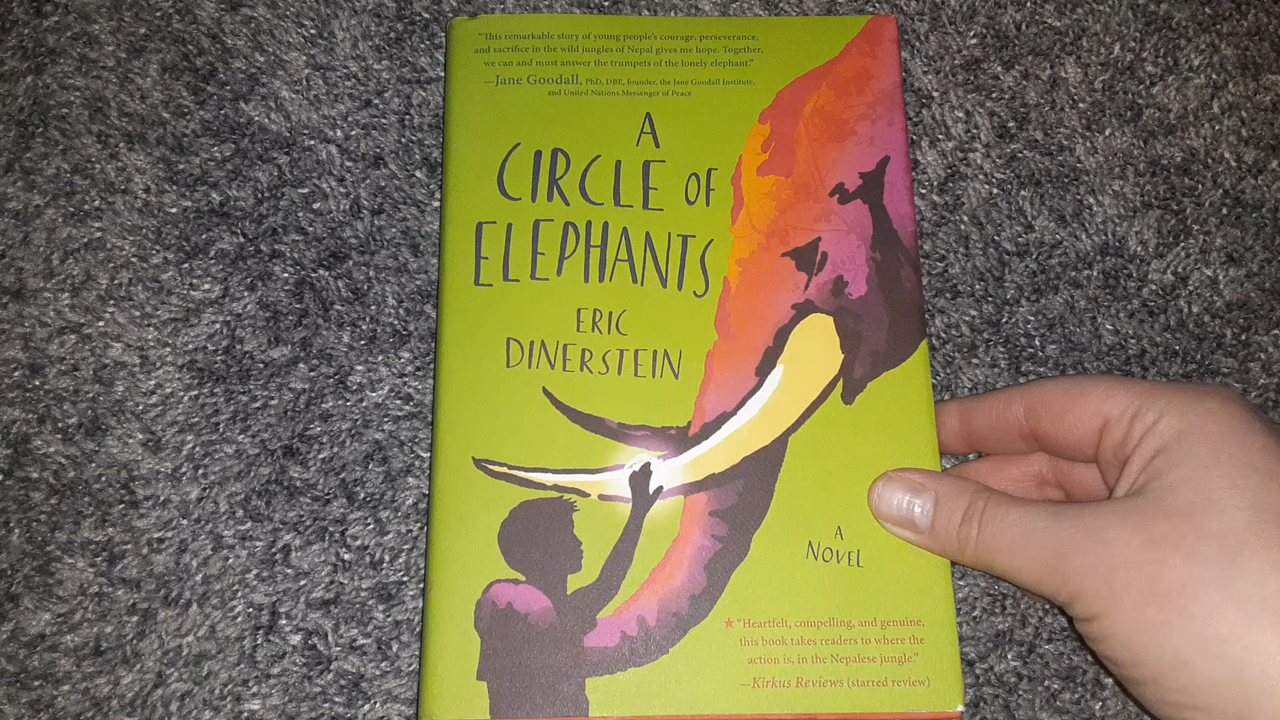 "This remarkable story of young people's courage, perseverance,
and sacrifice in the wild jungles of Nepal gives me hope. Together,
we can and must answer the trumpets of the lonely elephant."
—Jane Goodall, PhD, DBE, founder, the Jane Goodall Institute,
and United Nations Messenger of Peace
A
CIRCLE OF
ELEPHANTS
ERIC
DINERSTEIN
A
NOVEL
★ "Heartfelt, compelling, and genuine,
this book takes readers to where the
action is, in the Nepalese jungle."
—Kirkus Reviews (starred review)